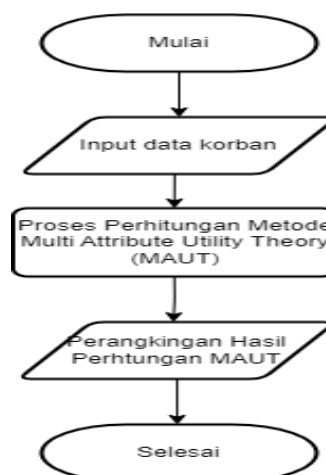 Mulai
Input data korban
Proses Perhitungan Metode
Multi Attribute Utility Theory
(MAUT)
Perangkingan Hasil
Perhtungan MAUT
Selesai